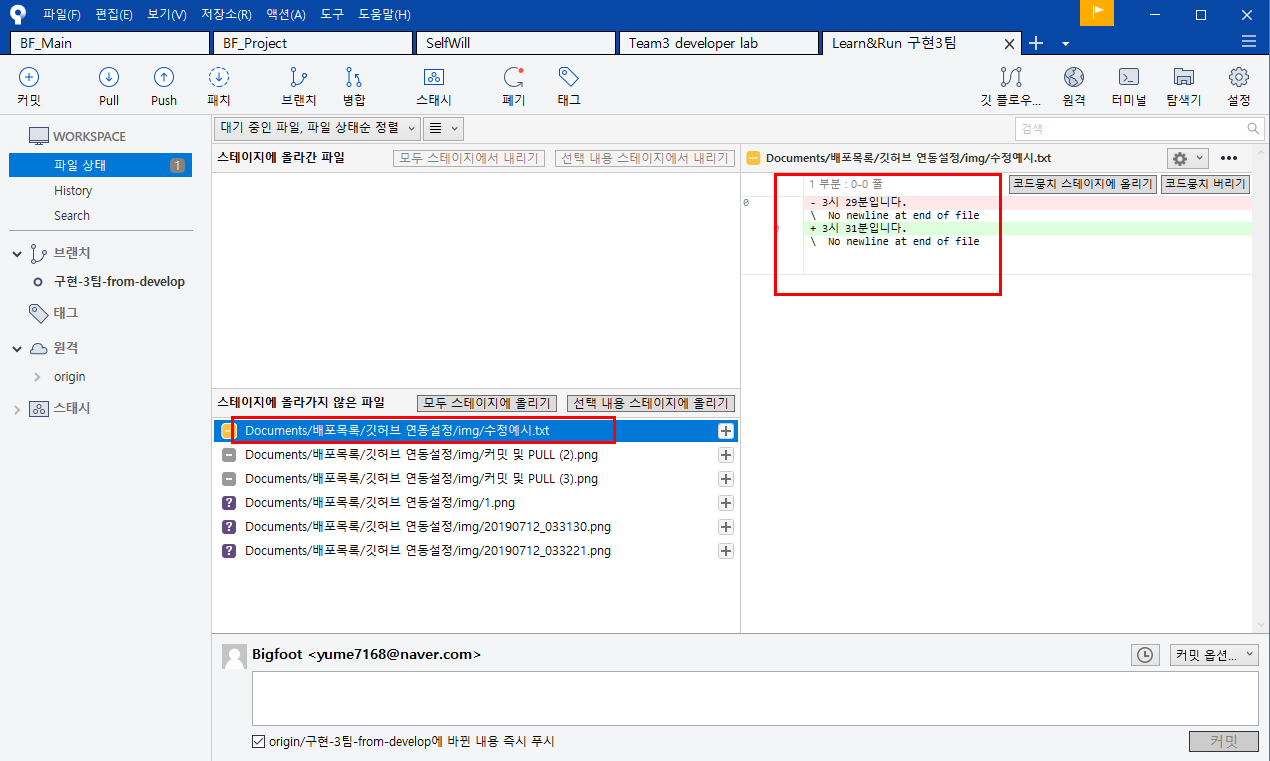 파일(F) 편집(E) 보기(V) 저장소(R) 액션(A) 도구 도움말(H)
BF_Main BF_Project SelfWill Team3 developer lab Learn&Run 구현3팀
커밋 Pull Push 패치 브랜치 병합 스태시 폐기 태그 깃 플로우... 원격 터미널 탐색기 설정
WORKSPACE
파일 상태 1
History
Search
브랜치
구현-3팀-from-develop
태그
원격
origin
스태시
대기 중인 파일, 파일 상태순 정렬
검색
스테이지에 올라간 파일 모두 스테이지에서 내리기 선택 내용 스테이지에서 내리기
스테이지에 올라가지 않은 파일 모두 스테이지에 올리기 선택 내용 스테이지에 올리기
Documents/배포목록/깃허브 연동설정/img/수정예시.txt
Documents/배포목록/깃허브 연동설정/img/커밋 및 PULL (2).png
Documents/배포목록/깃허브 연동설정/img/커밋 및 PULL (3).png
? Documents/배포목록/깃허브 연동설정/img/1.png
? Documents/배포목록/깃허브 연동설정/img/20190712_033130.png
? Documents/배포목록/깃허브 연동설정/img/20190712_033221.png
Documents/배포목록/깃허브 연동설정/img/수정예시.txt
1 부분 : 0-0 줄 코드뭉치 스테이지에 올리기 코드뭉치 버리기
0 - 3시 29분입니다.
\ No newline at end of file
0 + 3시 31분입니다.
\ No newline at end of file
Bigfoot <yume7168@naver.com>
커밋 옵션...
origin/구현-3팀-from-develop에 바뀐 내용 즉시 푸시
커밋